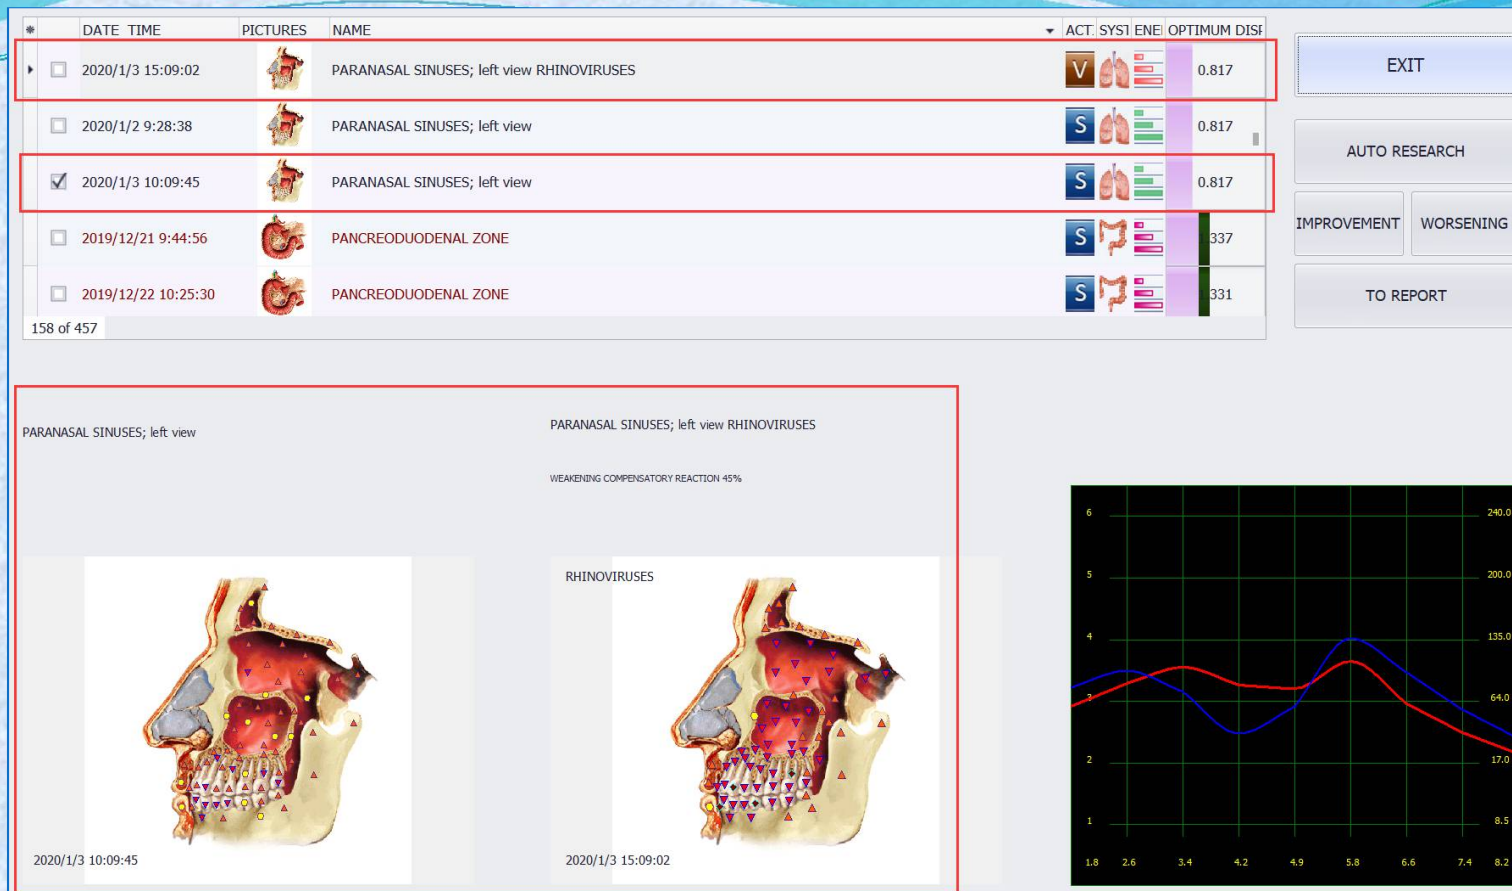 DATE TIME PICTURES NAME ACT. SYST ENE OPTIMUM DISP
2020/1/3 15:09:02 PARANASAL SINUSES; left view RHINOVIRUSES V 0.817
2020/1/2 9:28:38 PARANASAL SINUSES; left view S 0.817
2020/1/3 10:09:45 PARANASAL SINUSES; left view S 0.817
2019/12/21 9:44:56 PANCREODUODENAL ZONE S 337
2019/12/22 10:25:30 PANCREODUODENAL ZONE S 331
158 of 457
EXIT
AUTO RESEARCH
IMPROVEMENT WORSENING
TO REPORT
PARANASAL SINUSES; left view
2020/1/3 10:09:45
PARANASAL SINUSES; left view RHINOVIRUSES
WEAKENING COMPENSATORY REACTION 45%
RHINOVIRUSES
2020/1/3 15:09:02
6 240.0
5 200.0
4 135.0
3 64.0
2 17.0
1 8.5
1.8 2.6 3.4 4.2 4.9 5.8 6.6 7.4 8.2